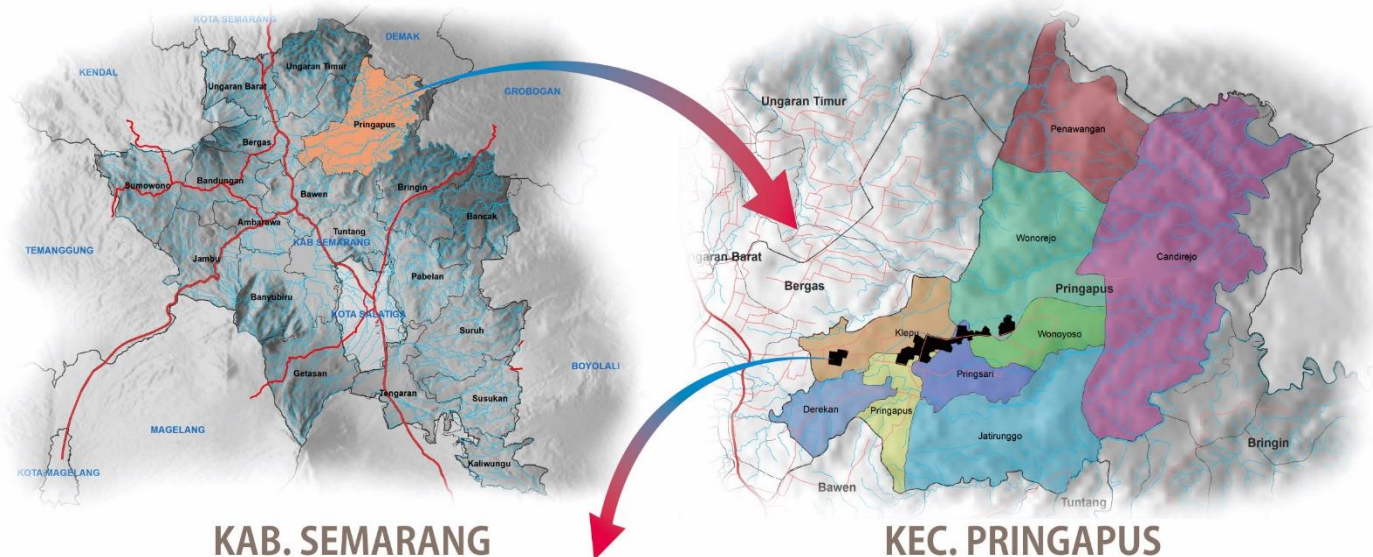 KOTA SEMARANG
DEMAK
KENDAL
Ungaran Timur
Ungaran Barat
GROBOGAN
Pringapus
Bergas
Sumowono
Bandungan
Bawen
Bringin
Ambarawa
Bancak
Tuntang
KAB SEMARANG
TEMANGGUNG
Jambu
Pabelan
Banyubiru
KOTA SALATIGA
Suruh
BOYOLALI
Getasan
Tengaran
Susukan
MAGELANG
Kaliwungu
KOTA MAGELANG
KAB. SEMARANG
Ungaran Timur
Penawangan
Wonorejo
Candirejo
ngaran Barat
Bergas
Pringapus
Klepu
Wonoyoso
Pringsari
Derekan
Pringapus
Jatirunggo
Bringin
Bawen
Tuntang
KEC. PRINGAPUS